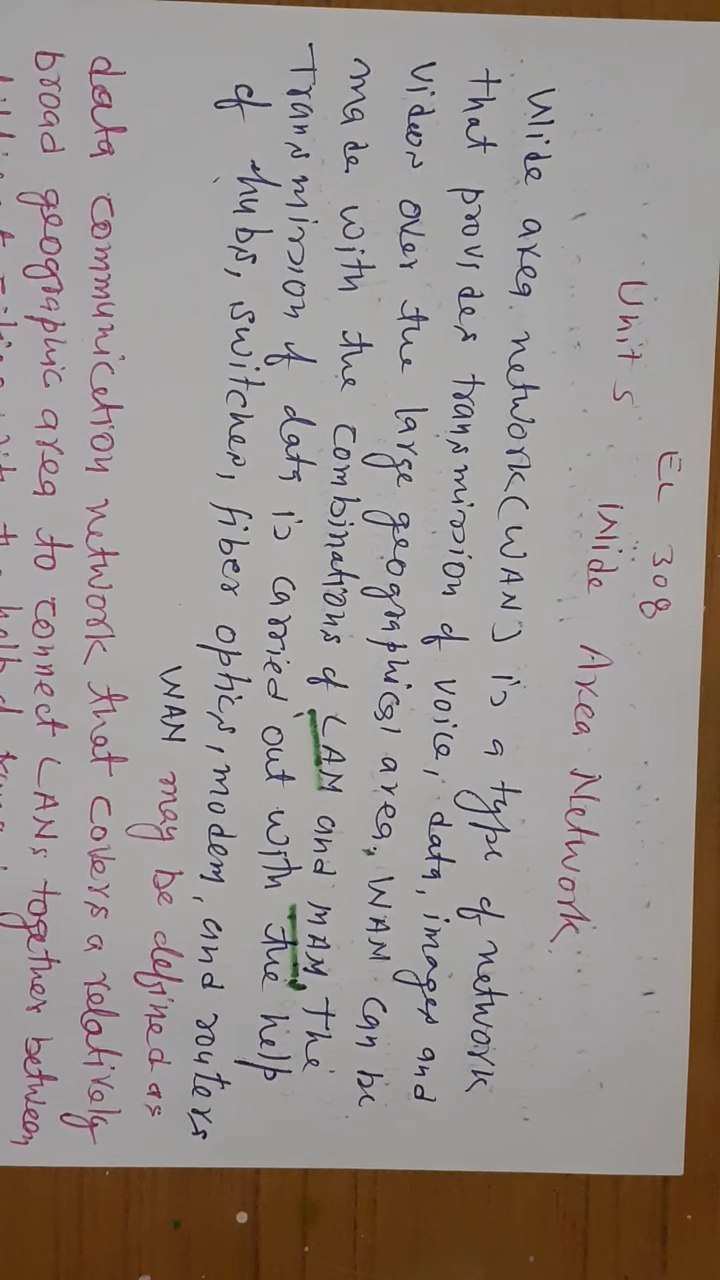 EL 308
Unit 5 Wide Area Network.
Wide area network (WAN) is a type of network
that provides transmission of voice, data, images and
videos over the large geographical area. WAN can be
made with the combinations of LAN and MAN. The
transmission of data is carried out with the help
of hubs, switches, fiber optics, modem, and routers
WAN may be defined as
data communication network that covers a relatively
broad geographic area to connect LANs together between